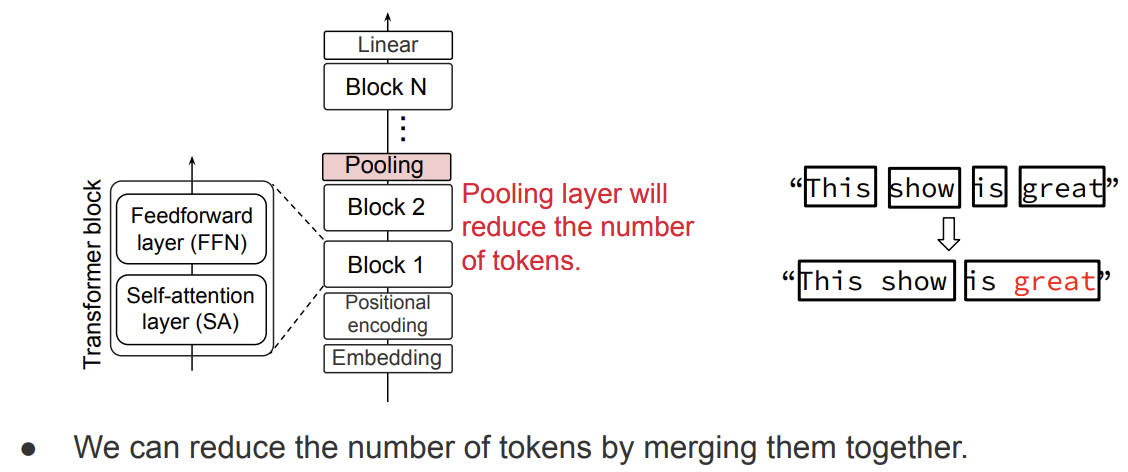 Linear
Block N
⋮
Pooling
Block 2
Block 1
Positional
encoding
Embedding
Transformer block
Feedforward
layer (FFN)
Self-attention
layer (SA)
Pooling layer will
reduce the number
of tokens.
“This show is great”
“This show is great”
● We can reduce the number of tokens by merging them together.